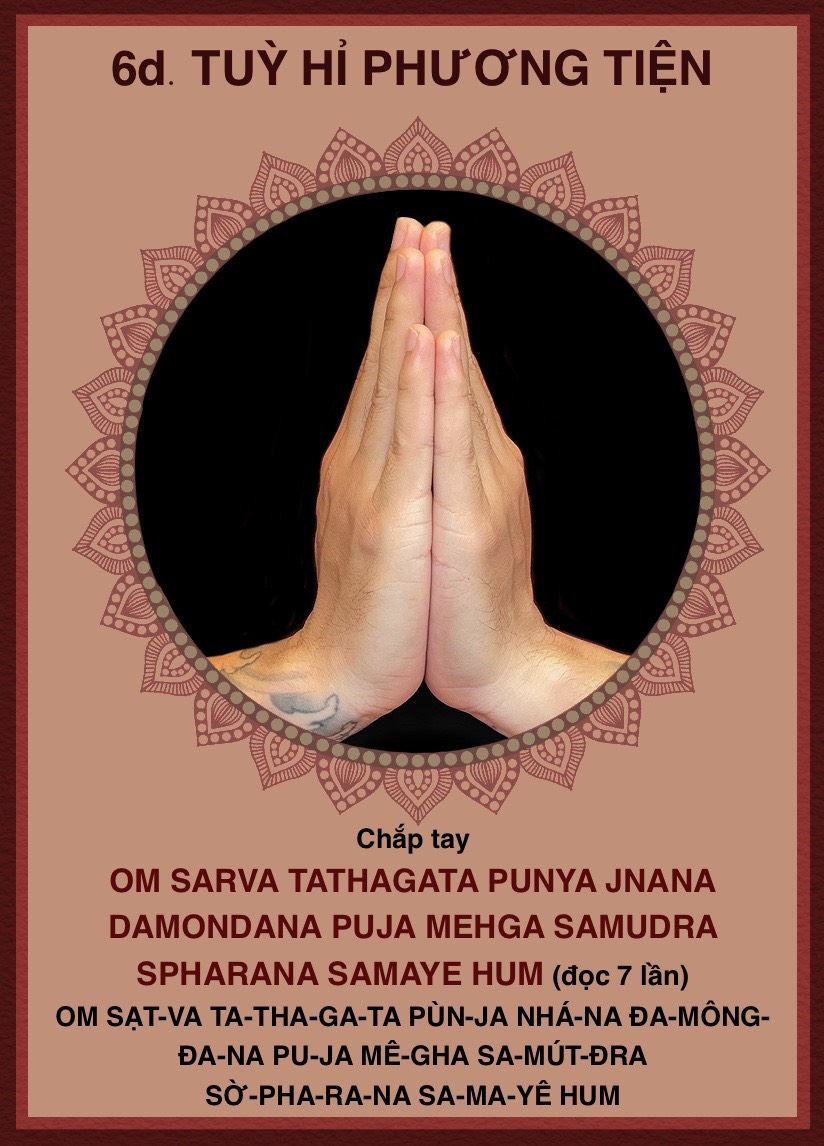 6d. TUỲ HỈ PHƯƠNG TIỆN
Chắp tay
OM SARVA TATHAGATA PUNYA JNANA
DAMONDANA PUJA MEHGA SAMUDRA
SPHARANA SAMAYE HUM (đọc 7 lần)
OM SẠT-VA TA-THA-GA-TA PÙN-JA NHÁ-NA ĐA-MÔNG-
ĐA-NA PU-JA MÊ-GHA SA-MÚT-ĐRA
SỜ-PHA-RA-NA SA-MA-YÊ HUM